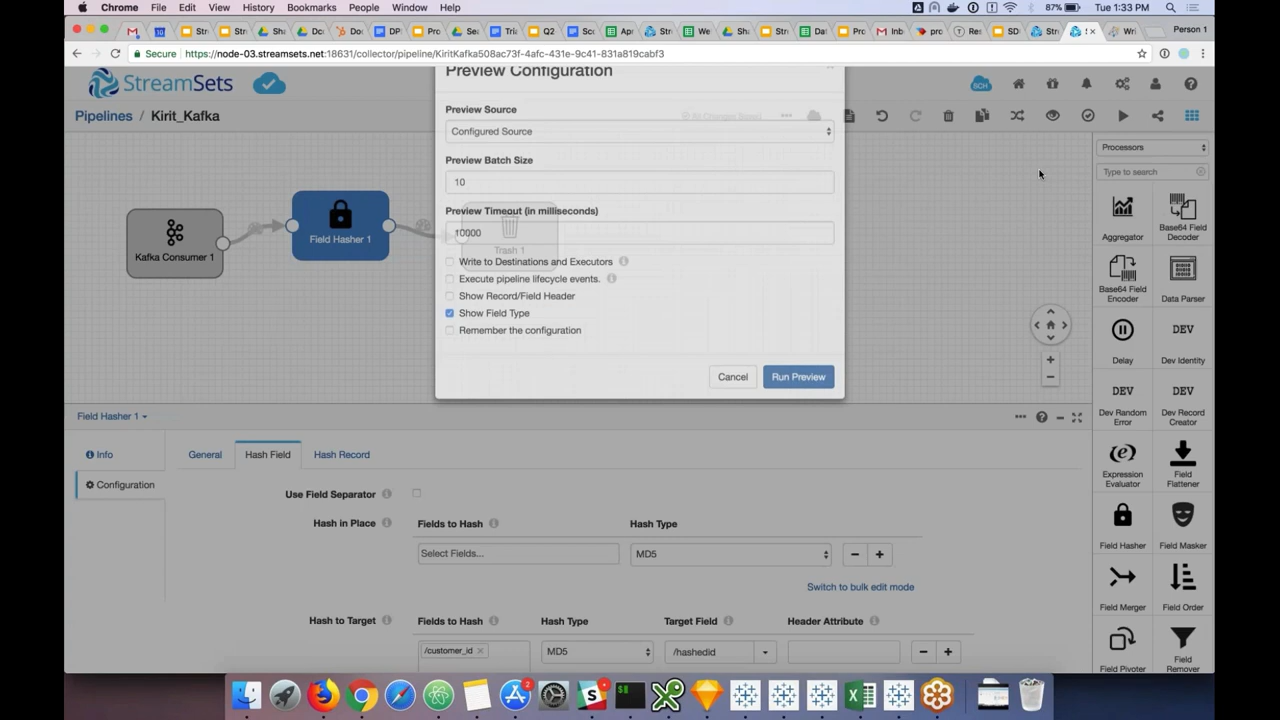 Chrome File Edit View History Bookmarks People Window Help 87% Tue 1:33 PM
Person 1
Secure https://node-03.streamsets.net:18631/collector/pipeline/KiritKafka508ac73f-4afc-431e-9c41-831a819cabf3
StreamSets
SCH
Preview Configuration
Pipelines / Kirit_Kafka
Preview Source
Configured Source
Preview Batch Size
10
Preview Timeout (in milliseconds)
10000
Write to Destinations and Executors
Execute pipeline lifecycle events.
Show Record/Field Header
Show Field Type
Remember the configuration
Cancel Run Preview
Kafka Consumer 1
Field Hasher 1
Trash 1
Processors
Type to search
Aggregator
Base64 Field Decoder
Base64 Field Encoder
Data Parser
Delay
DEV
Dev Identity
DEV
Dev Random Error
DEV
Dev Record Creator
Expression Evaluator
Field Flattener
Field Hasher
Field Masker
Field Merger
Field Order
Field Pivoter
Field Remover
Field Hasher 1
Info
Configuration
General Hash Field Hash Record
Use Field Separator
Hash in Place
Fields to Hash Hash Type
Select Fields... MD5
Switch to bulk edit mode
Hash to Target
Fields to Hash Hash Type Target Field Header Attribute
/customer_id MD5 /hashedid